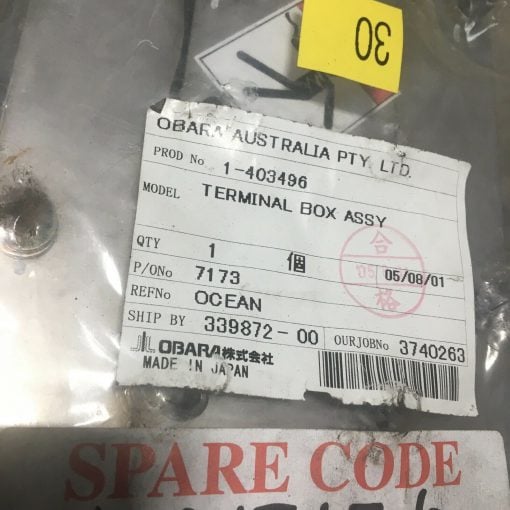 30
OBARA AUSTRALIA PTY. LTD.
PROD No. 1-403496
MODEL TERMINAL BOX ASSY
QTY 1 個
05/08/01
合
格
P/ONo 7173
REFNo OCEAN
SHIP BY 339872-00 OURJOBNo 3740263
OBARA株式会社
MADE IN JAPAN
SPARE CODE